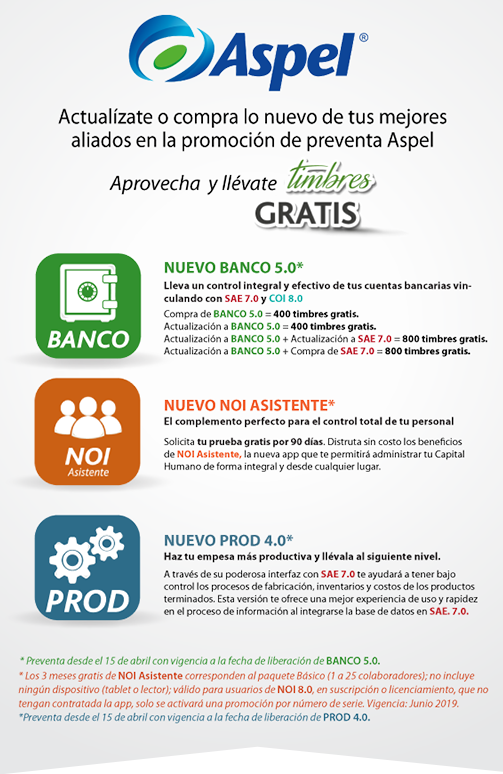 Aspel®
Actualízate o compra lo nuevo de tus mejores
aliados en la promoción de preventa Aspel
Aprovecha y llévate timbres
GRATIS
BANCO
NUEVO BANCO 5.0*
Lleva un control integral y efectivo de tus cuentas bancarias vin-
culando con SAE 7.0 y COI 8.0
Compra de BANCO 5.0 = 400 timbres gratis.
Actualización a BANCO 5.0 = 400 timbres gratis.
Actualización a BANCO 5.0 + Actualización a SAE 7.0 = 800 timbres gratis.
Actualización a BANCO 5.0 + Compra de SAE 7.0 = 800 timbres gratis.
NOI
Asistente
NUEVO NOI ASISTENTE*
El complemento perfecto para el control total de tu personal
Solicita tu prueba gratis por 90 días. Distruta sin costo los beneficios
de NOI Asistente, la nueva app que te permitirá administrar tu Capital
Humano de forma integral y desde cualquier lugar.
PROD
NUEVO PROD 4.0*
Haz tu empesa más productiva y llévala al siguiente nivel.
A través de su poderosa interfaz con SAE 7.0 te ayudará a tener bajo
control los procesos de fabricación, inventarios y costos de los productos
terminados. Esta versión te ofrece una mejor experiencia de uso y rapidez
en el proceso de información al integrarse la base de datos en SAE. 7.0.
* Preventa desde el 15 de abril con vigencia a la fecha de liberación de BANCO 5.0.
* Los 3 meses gratis de NOI Asistente corresponden al paquete Básico (1 a 25 colaboradores); no incluye
ningún dispositivo (tablet o lector); válido para usuarios de NOI 8.0, en suscripción o licenciamiento, que no
tengan contratada la app, solo se activará una promoción por número de serie. Vigencia: Junio 2019.
*Preventa desde el 15 de abril con vigencia a la fecha de liberación de PROD 4.0.